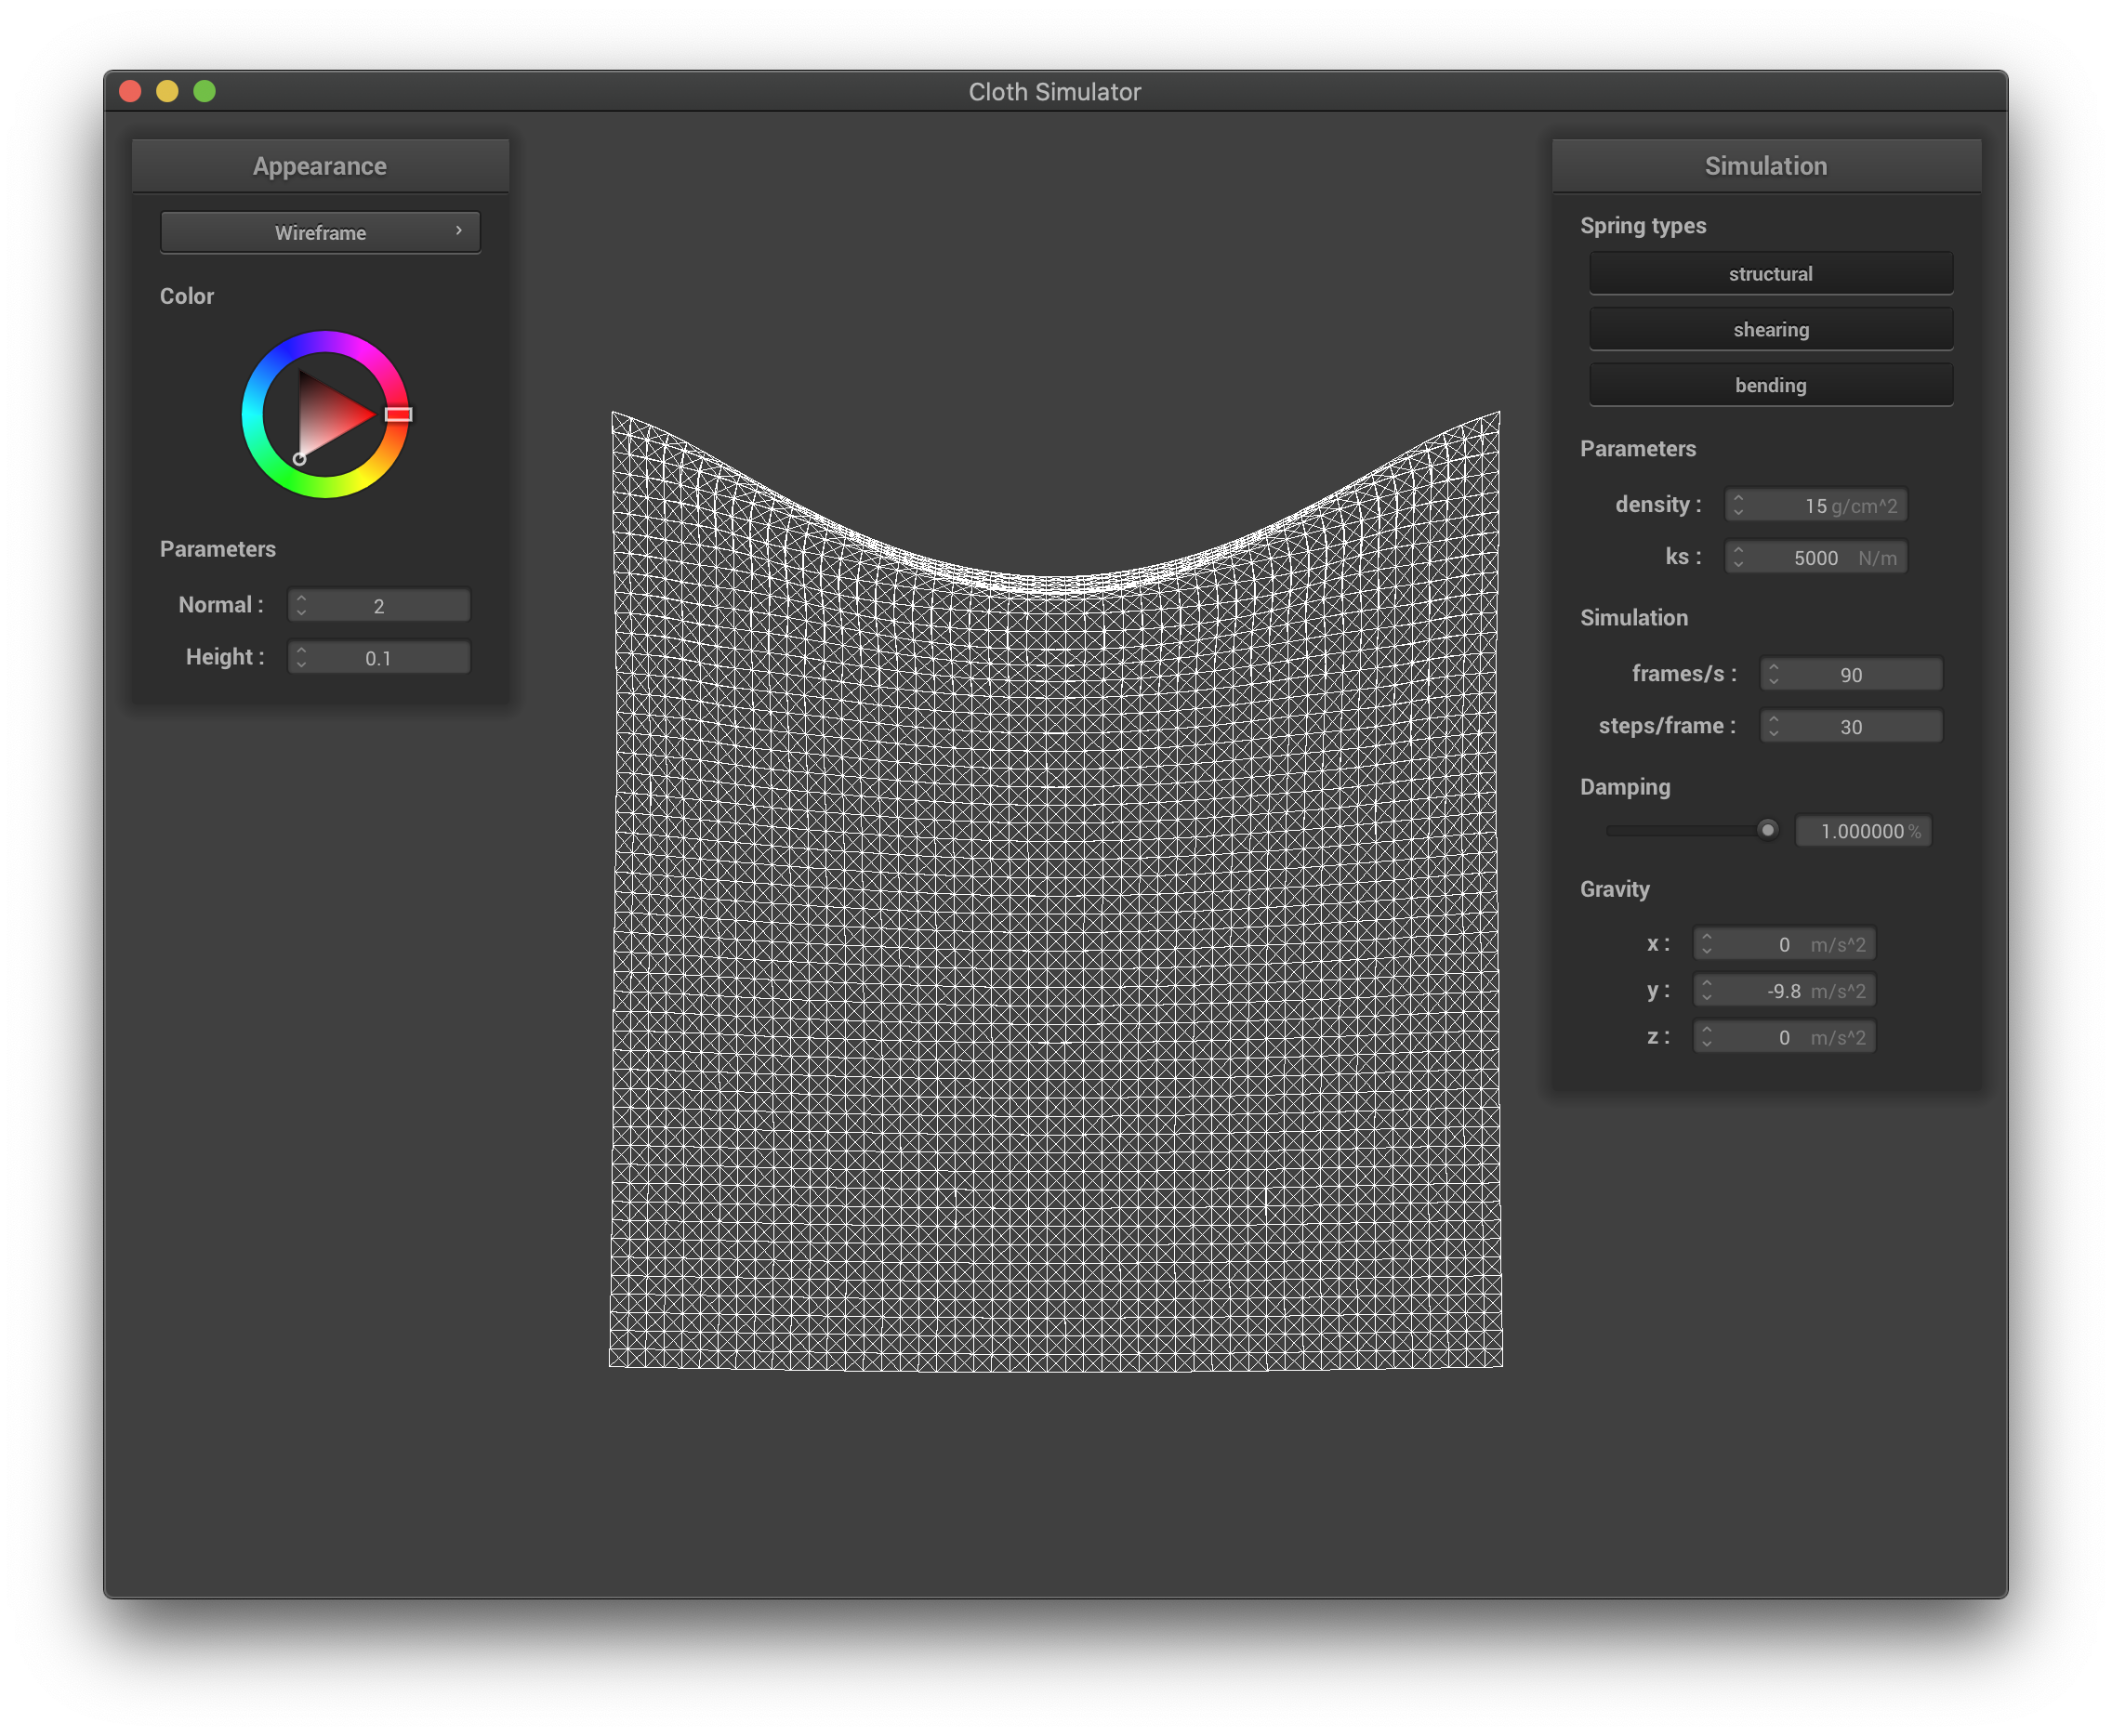 Cloth Simulator
Appearance
Wireframe
Color
Parameters
Normal : 2
Height : 0.1
Simulation
Spring types
structural
shearing
bending
Parameters
density : 15 g/cm^2
ks : 5000 N/m
Simulation
frames/s : 90
steps/frame : 30
Damping
1.000000 %
Gravity
x : 0 m/s^2
y : -9.8 m/s^2
z : 0 m/s^2